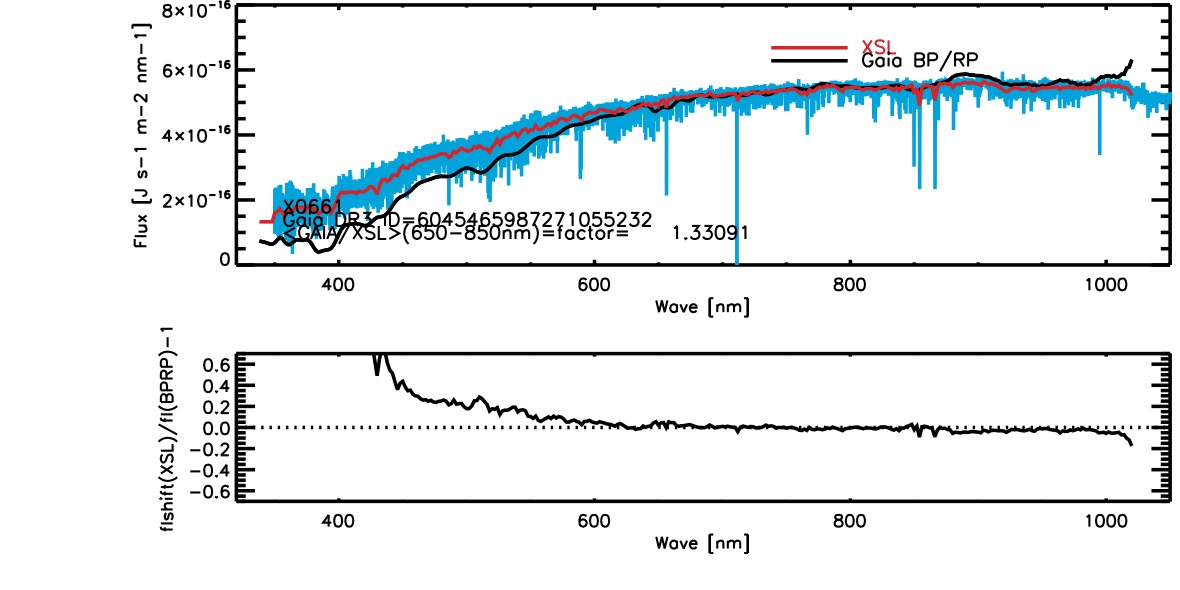 8×10⁻¹⁶
6×10⁻¹⁶
4×10⁻¹⁶
2×10⁻¹⁶
0
Flux [J s−1 m−2 nm−1]
XSL
Gaia BP/RP
X0661
Gaia DR3 ID=6045465987271055232
<GAIA/XSL>(650−850nm)=factor= 1.33091
400 600 800 1000
Wave [nm]
flshift(XSL)/fl(BPRP)−1
0.6
0.4
0.2
0.0
−0.2
−0.4
−0.6
400 600 800 1000
Wave [nm]